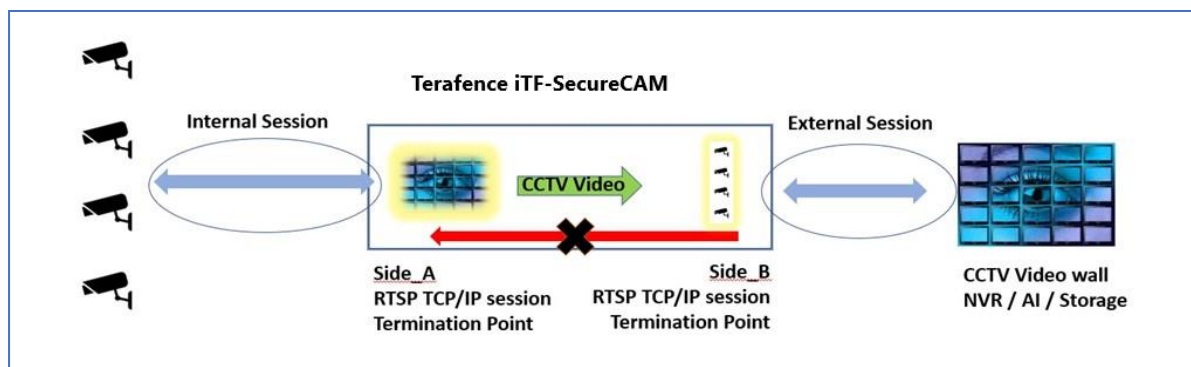 Terafence iTF-SecureCAM
Internal Session
External Session
CCTV Video
Side_A
RTSP TCP/IP session
Termination Point
Side_B
RTSP TCP/IP session
Termination Point
CCTV Video wall
NVR / AI / Storage